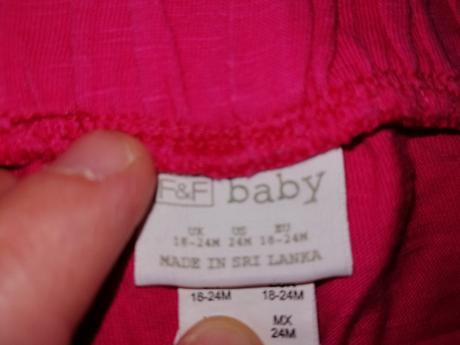 F&F baby
UK US EU
18-24M 24M 18-24M
MADE IN SRI LANKA
18-24M 18-24M
MX
24M